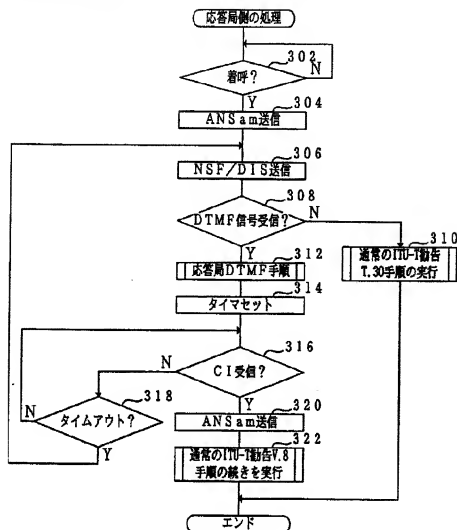 応答局側の処理
302
着呼？
N
Y
304
ANSam送信
306
NSF/DIS送信
308
DTMF信号受信？
N
Y
310
通常のITU-T勧告
T.30手順の実行
312
応答局DTMF手順
314
タイマセット
316
CI受信？
N
Y
318
タイムアウト？
N
Y
320
ANSam送信
322
通常のITU-T勧告V.8
手順の続きを実行
エンド